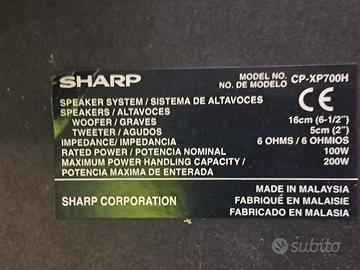 SHARP
MODEL NO. CP-XP700H
NO. DE MODELO
SPEAKER SYSTEM / SISTEMA DE ALTAVOCES
SPEAKERS / ALTAVOCES
WOOFER / GRAVES 16cm (6-1/2")
TWEETER / AGUDOS 5cm (2")
IMPEDANCE/ IMPEDANCIA 6 OHMS / 6 OHMIOS
RATED POWER / POTENCIA NOMINAL 100W
MAXIMUM POWER HANDLING CAPACITY / 200W
POTENCIA MAXIMA DE ENTERADA
CE
SHARP CORPORATION
MADE IN MALAYSIA
FABRIQUÉ EN MALAISIE
FABRICADO EN MALASIA
subito